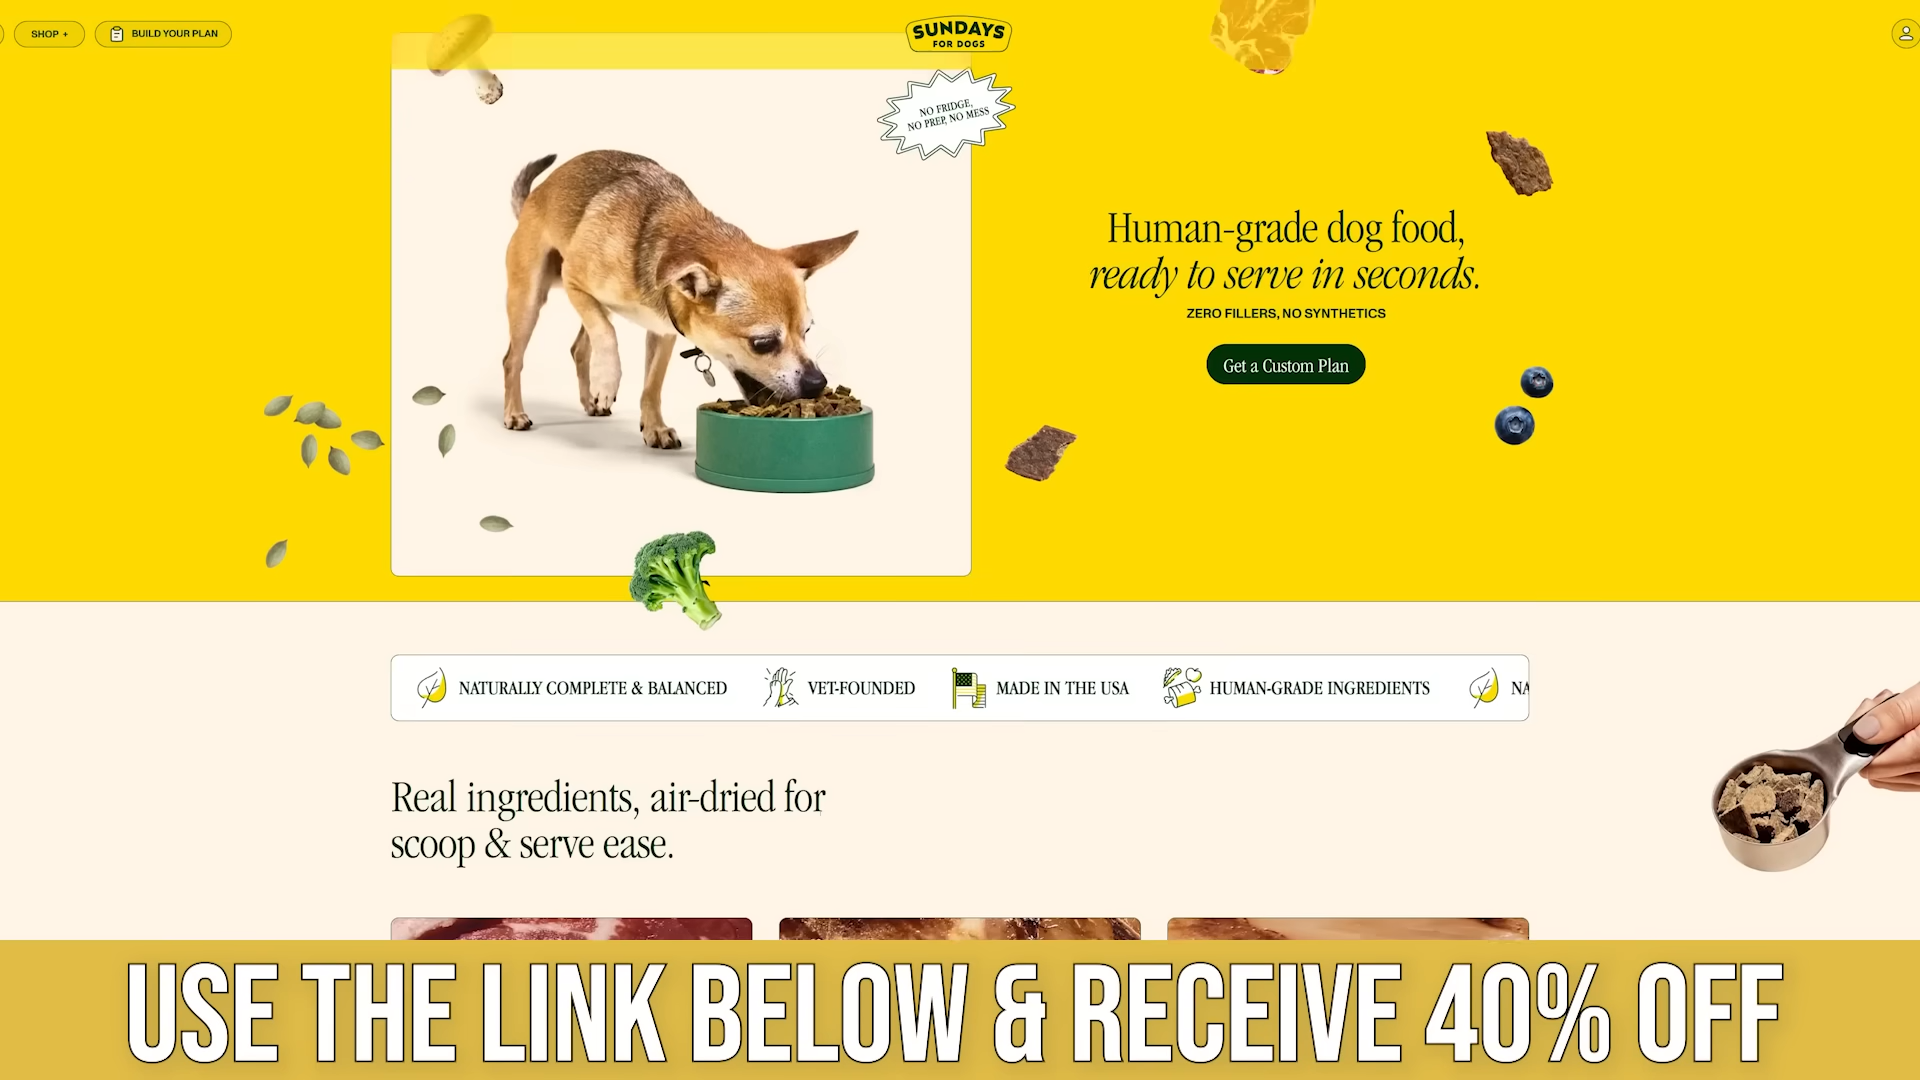 SHOP +
BUILD YOUR PLAN
SUNDAYS
FOR DOGS
NO FRIDGE,
NO PREP, NO MESS
Human-grade dog food,
ready to serve in seconds.
ZERO FILLERS, NO SYNTHETICS
Get a Custom Plan
NATURALLY COMPLETE & BALANCED VET-FOUNDED MADE IN THE USA HUMAN-GRADE INGREDIENTS NA
Real ingredients, air-dried for
scoop & serve ease.
USE THE LINK BELOW & RECEIVE 40% OFF